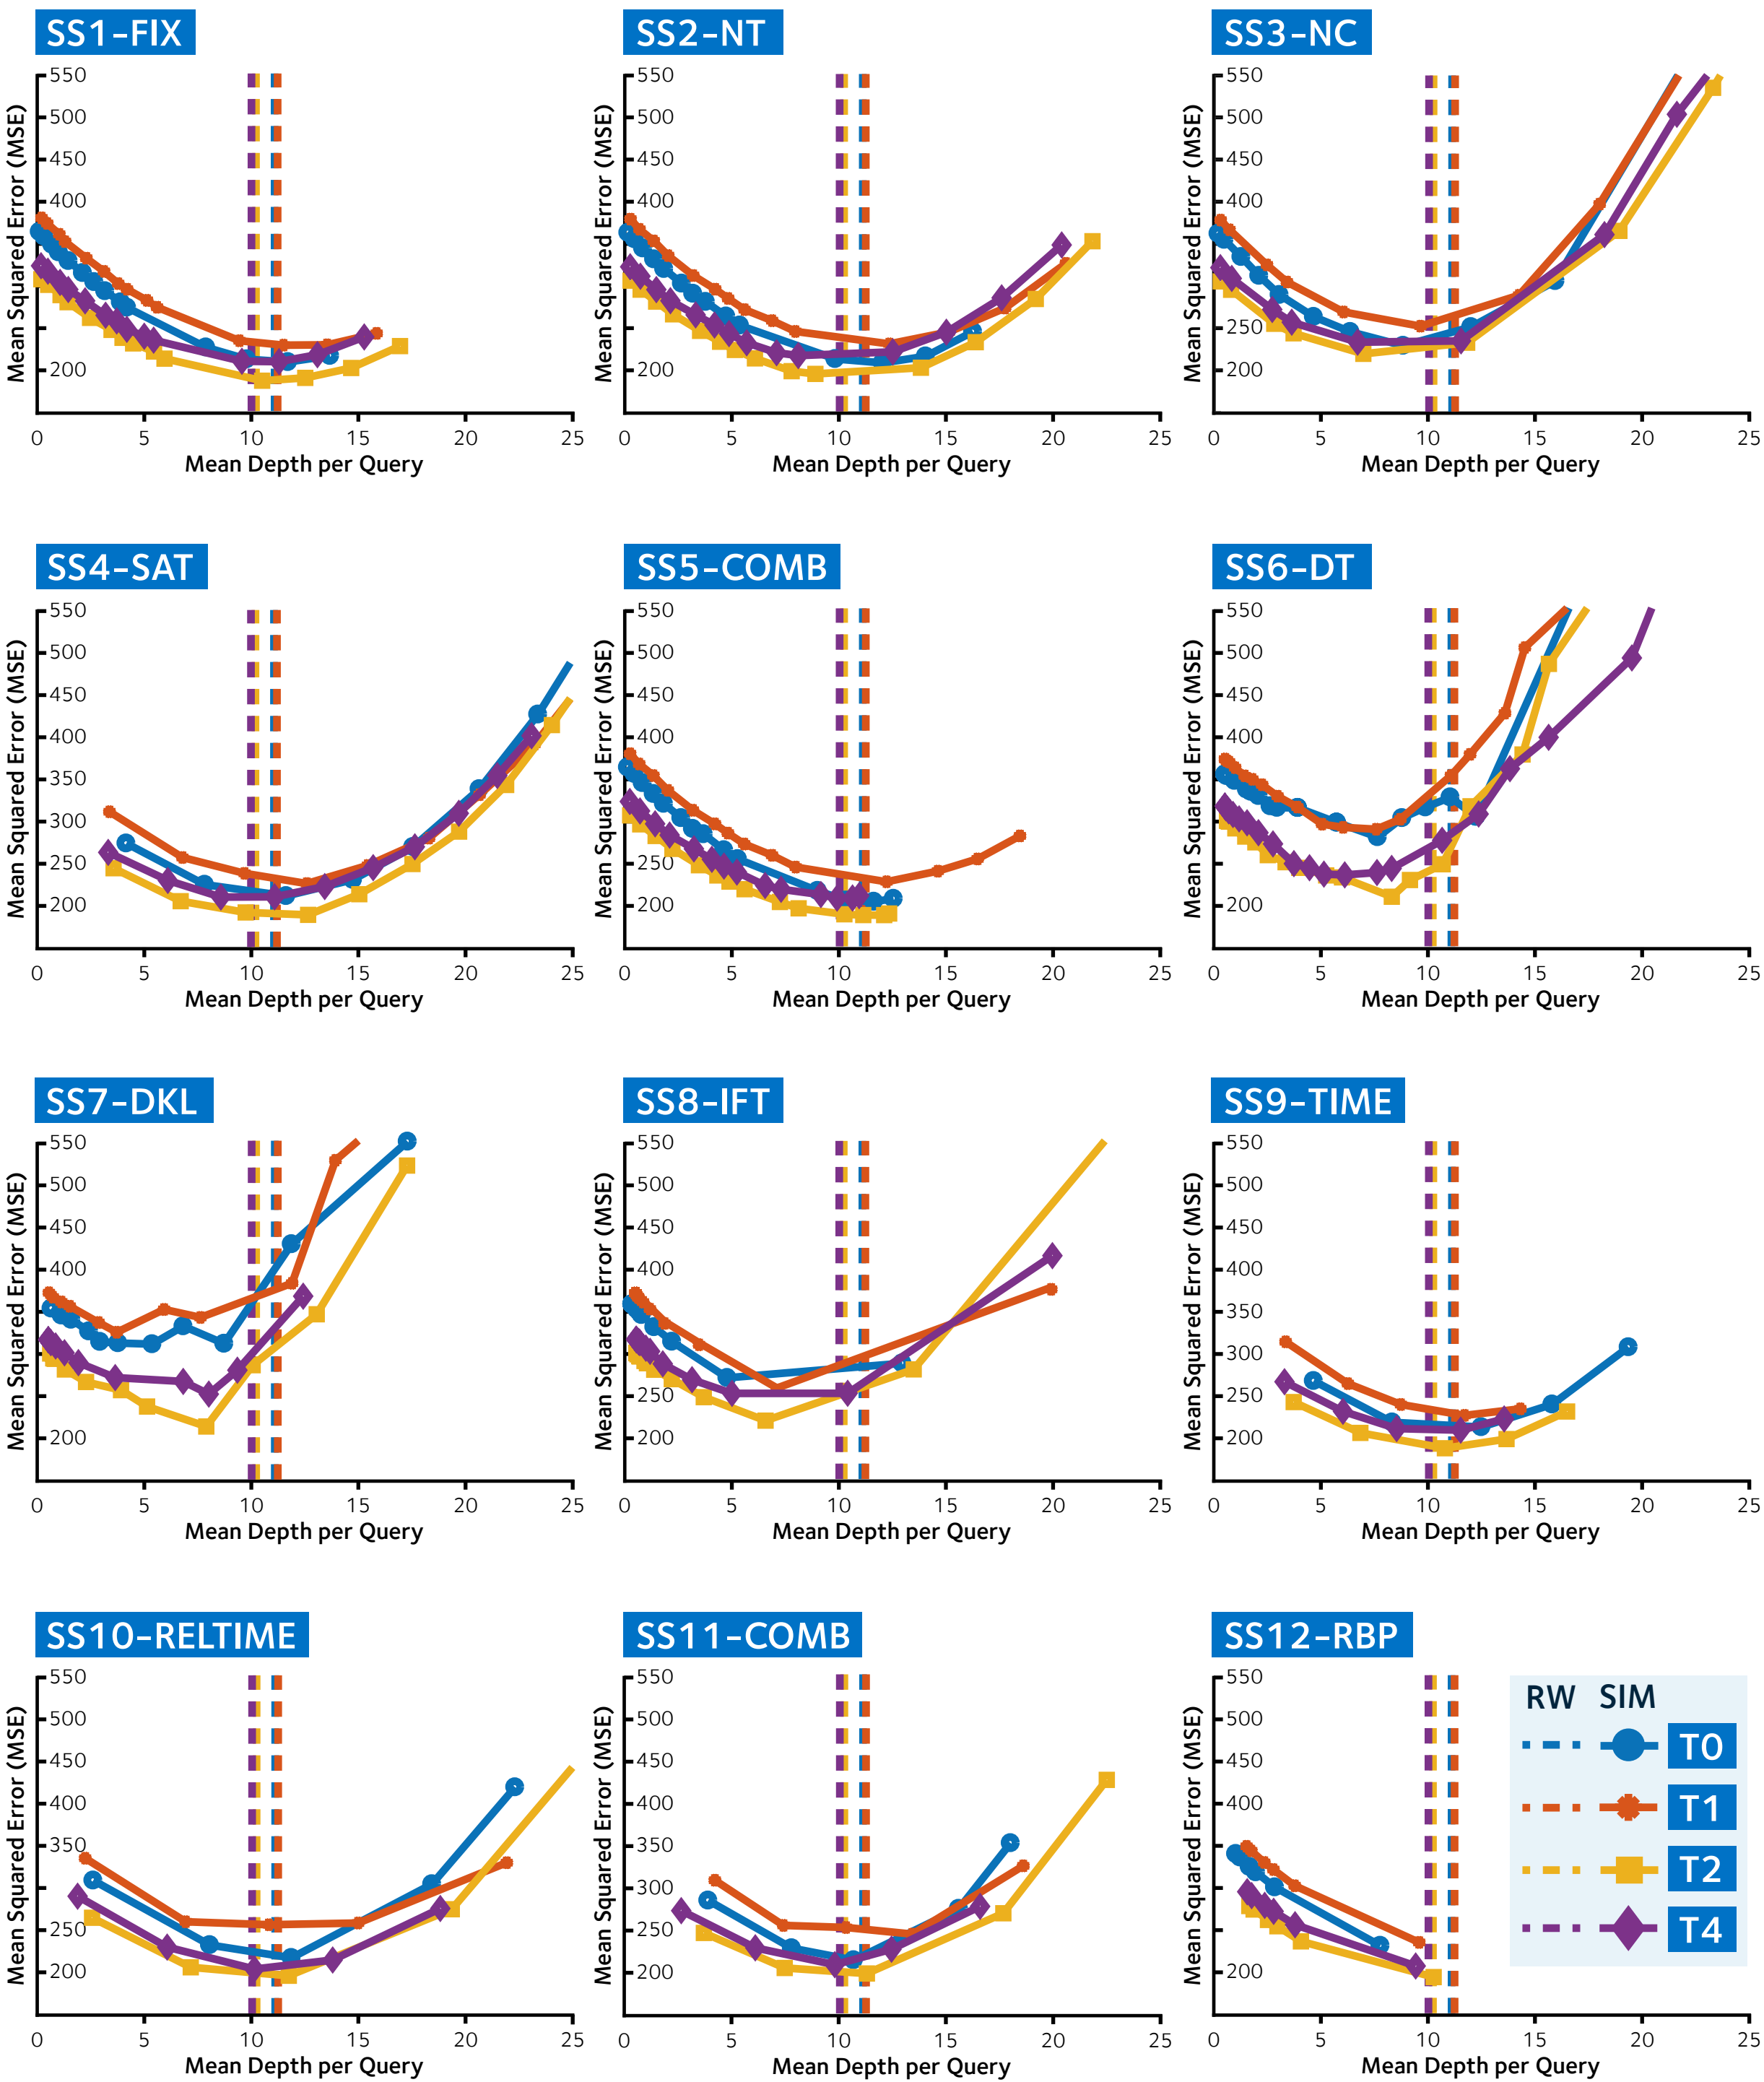 SS1-FIX SS2-NT SS3-NC
Mean Squared Error (MSE)
550
500
450
400
200
0 5 10 15 20 25
Mean Depth per Query
Mean Squared Error (MSE)
550
500
450
400
200
0 5 10 15 20 25
Mean Depth per Query
Mean Squared Error (MSE)
550
500
450
400
250
200
0 5 10 15 20 25
Mean Depth per Query
SS4-SAT SS5-COMB SS6-DT
Mean Squared Error (MSE)
550
500
450
400
350
300
250
200
0 5 10 15 20 25
Mean Depth per Query
Mean Squared Error (MSE)
550
500
450
400
350
300
250
200
0 5 10 15 20 25
Mean Depth per Query
Mean Squared Error (MSE)
550
500
450
400
200
0 5 10 15 20 25
Mean Depth per Query
SS7-DKL SS8-IFT SS9-TIME
Mean Squared Error (MSE)
550
500
450
400
250
200
0 5 10 15 20 25
Mean Depth per Query
Mean Squared Error (MSE)
550
500
450
400
350
300
250
200
0 5 10 15 20 25
Mean Depth per Query
Mean Squared Error (MSE)
550
500
450
400
350
300
250
200
0 5 10 15 20 25
Mean Depth per Query
SS10-RELTIME SS11-COMB SS12-RBP
Mean Squared Error (MSE)
550
500
450
400
350
300
250
200
0 5 10 15 20 25
Mean Depth per Query
Mean Squared Error (MSE)
550
500
450
400
350
300
250
200
0 5 10 15 20 25
Mean Depth per Query
Mean Squared Error (MSE)
550
500
450
400
200
0 5 10 15 20 25
Mean Depth per Query
RW SIM
T0
T1
T2
T4